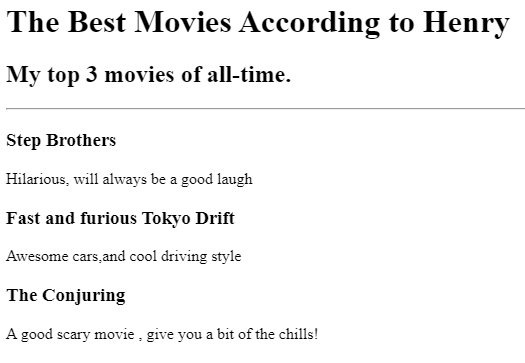 The Best Movies According to Henry
My top 3 movies of all-time.
Step Brothers
Hilarious, will always be a good laugh
Fast and furious Tokyo Drift
Awesome cars,and cool driving style
The Conjuring
A good scary movie , give you a bit of the chills!